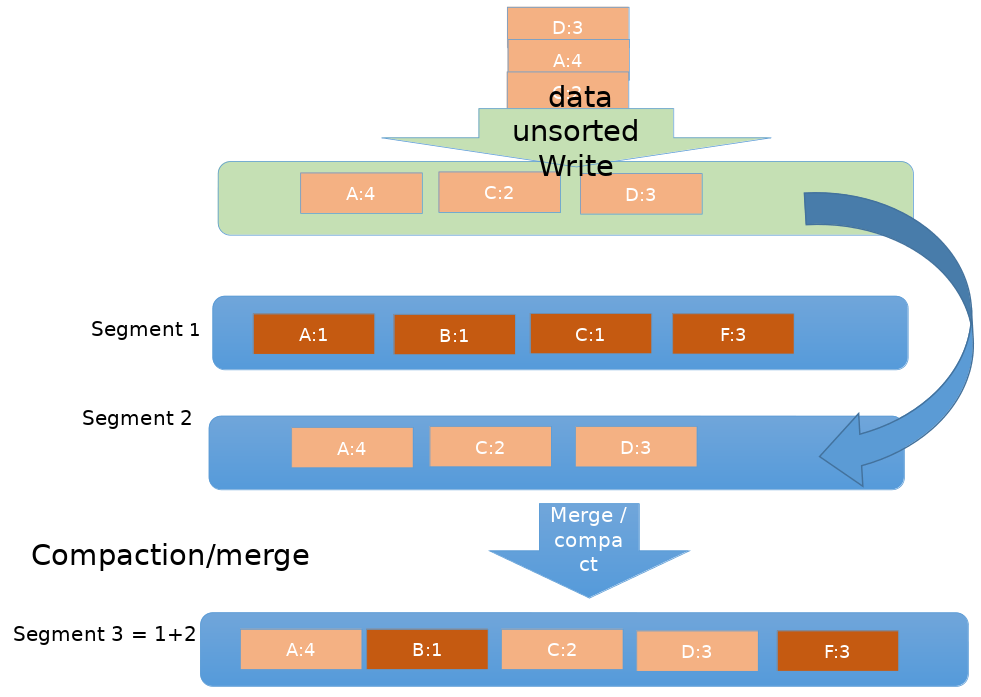 D:3
A:4
data
unsorted
Write
A:4
C:2
D:3
Segment 1
A:1
B:1
C:1
F:3
Segment 2
A:4
C:2
D:3
Merge /
compa
ct
Compaction/merge
Segment 3 = 1+2
A:4
B:1
C:2
D:3
F:3